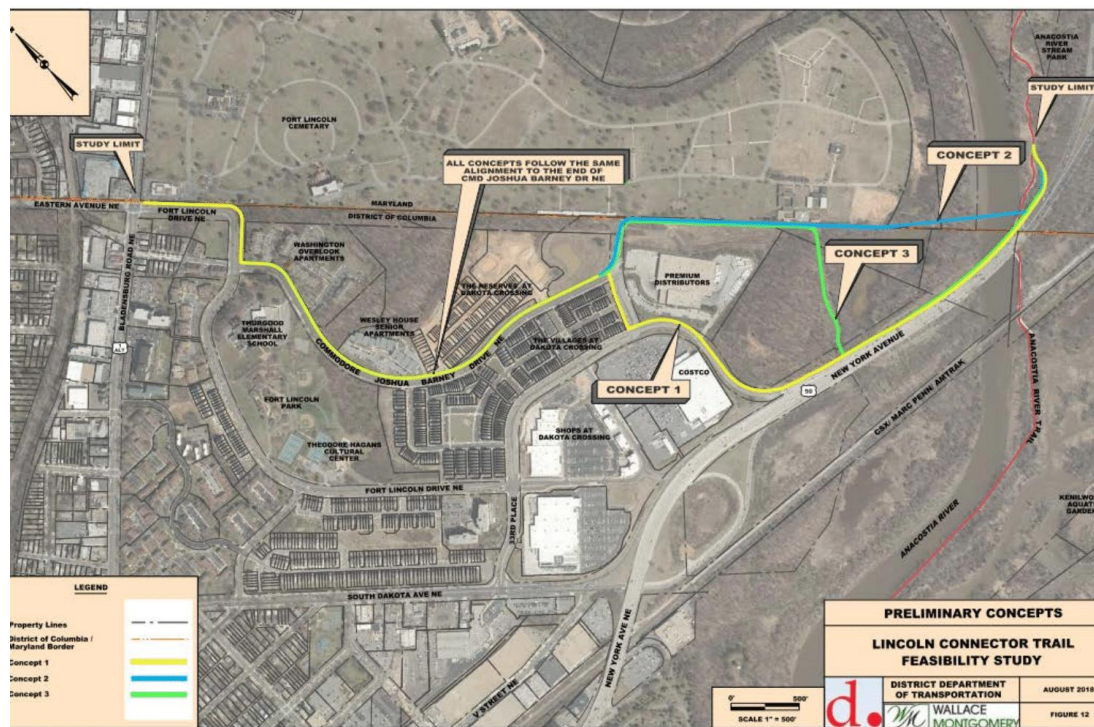 ANACOSTIA
RIVER
STREAM
PARK
STUDY LIMIT
FORT LINCOLN
CEMETARY
STUDY LIMIT
CONCEPT 2
ALL CONCEPTS FOLLOW THE SAME
ALIGNMENT TO THE END OF
CMD JOSHUA BARNEY DR NE
EASTERN AVENUE NE
FORT LINCOLN
DRIVE NE
MARYLAND
DISTRICT OF COLUMBIA
WASHINGTON
OVERLOOK
APARTMENTS
CONCEPT 3
PREMIUM
DISTRIBUTORS
THE RESERVES AT
DAKOTA CROSSING
BLADENSBURG ROAD NE
1
ALT
THURGOOD
MARSHALL
ELEMENTARY
SCHOOL
WESLEY HOUSE
SENIOR
APARTMENTS
COMMODORE JOSHUA BARNEY DRIVE NE
THE VILLAGES AT
DAKOTA CROSSING
COSTCO
CONCEPT 1
NEW YORK AVENUE
50
CSX/ MARC PENN/ AMTRAK
ANACOSTIA RIVER TRAIL
FORT LINCOLN
PARK
THEODORE HAGANS
CULTURAL
CENTER
SHOPS AT
DAKOTA CROSSING
FORT LINCOLN DRIVE NE
33RD PLACE
ANACOSTIA RIVER
KENILW
AQUAT
GARDE
SOUTH DAKOTA AVE NE
NEW YORK AVE NE
V STREET NE
LEGEND
Property Lines
District of Columbia /
Maryland Border
Concept 1
Concept 2
Concept 3
0' 500'
SCALE 1" = 500'
PRELIMINARY CONCEPTS
LINCOLN CONNECTOR TRAIL
FEASIBILITY STUDY
d.
DISTRICT DEPARTMENT
OF TRANSPORTATION
AUGUST 2018
WM WALLACE
MONTGOMERY
FIGURE 12